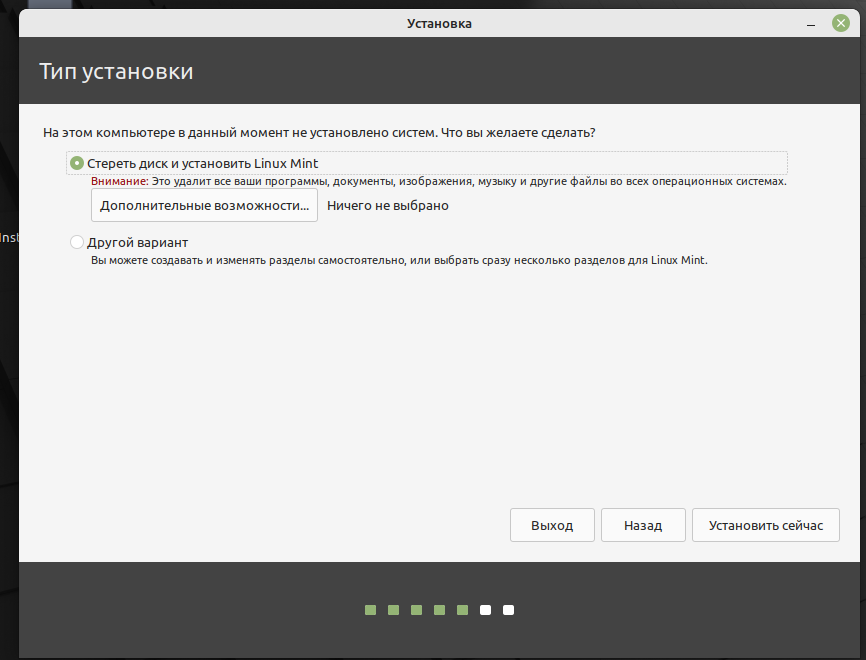 Установка
Тип установки
На этом компьютере в данный момент не установлено систем. Что вы желаете сделать?
Стереть диск и установить Linux Mint
Внимание: Это удалит все ваши программы, документы, изображения, музыку и другие файлы во всех операционных системах.
Дополнительные возможности... Ничего не выбрано
Inst
Другой вариант
Вы можете создавать и изменять разделы самостоятельно, или выбрать сразу несколько разделов для Linux Mint.
Выход Назад Установить сейчас